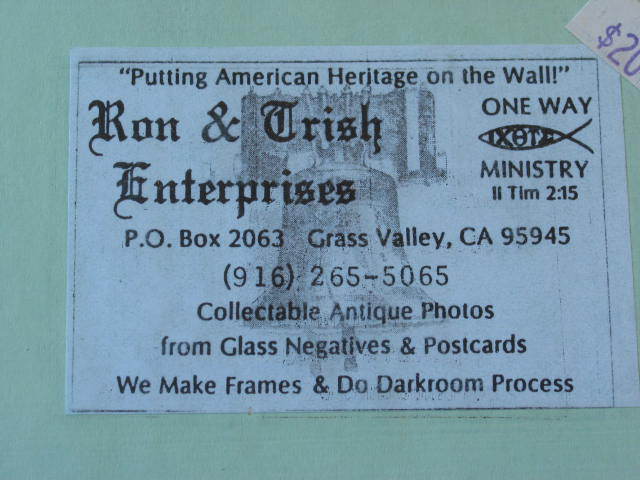 $20
"Putting American Heritage on the Wall!"
Ron & Trish
Enterprises
ONE WAY
IXOYE
MINISTRY
II Tim 2:15
P.O. Box 2063 Grass Valley, CA 95945
(916) 265-5065
Collectable Antique Photos
from Glass Negatives & Postcards
We Make Frames & Do Darkroom Process